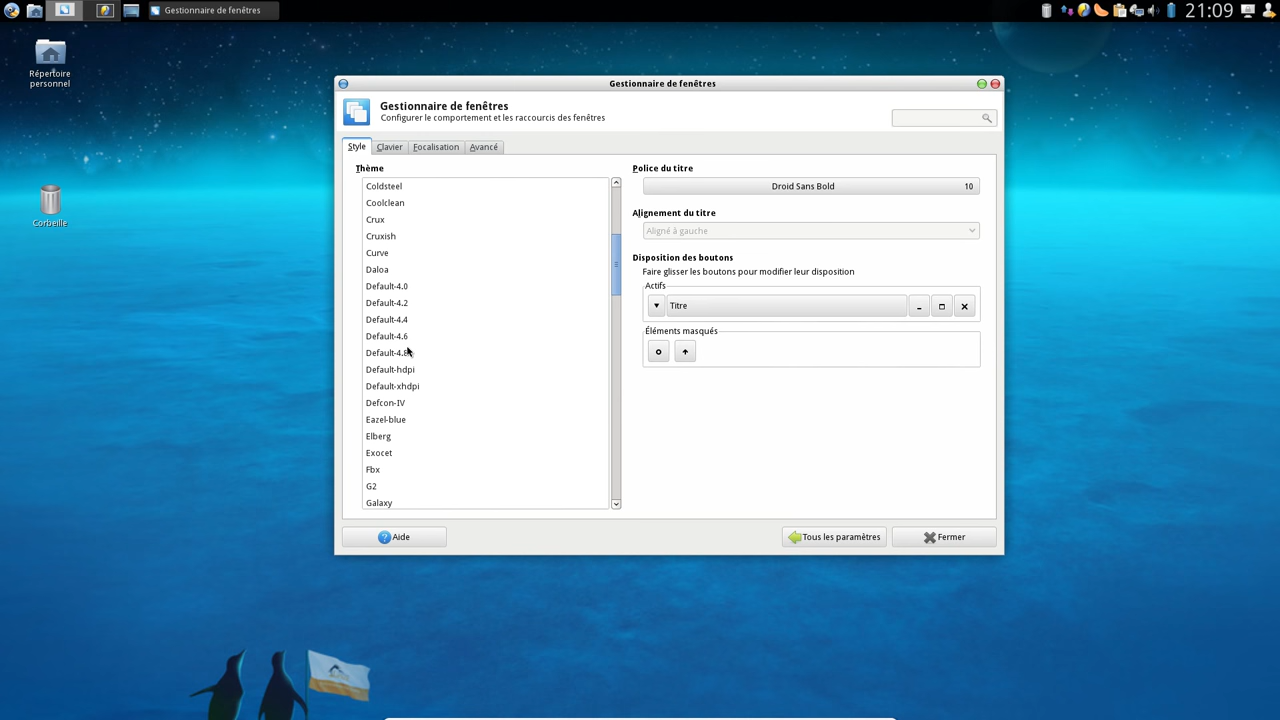 Gestionnaire de fenêtres
21:09
Répertoire
personnel
Corbeille
Gestionnaire de fenêtres
Gestionnaire de fenêtres
Configurer le comportement et les raccourcis des fenêtres
Style
Clavier
Focalisation
Avancé
Thème
Coldsteel
Coolclean
Crux
Cruxish
Curve
Daloa
Default-4.0
Default-4.2
Default-4.4
Default-4.6
Default-4.8
Default-hdpi
Default-xhdpi
Defcon-IV
Eazel-blue
Elberg
Exocet
Fbx
G2
Galaxy
Police du titre
Droid Sans Bold 10
Alignement du titre
Aligné à gauche
Disposition des boutons
Faire glisser les boutons pour modifier leur disposition
Actifs
Titre
Éléments masqués
Aide
Tous les paramètres
Fermer